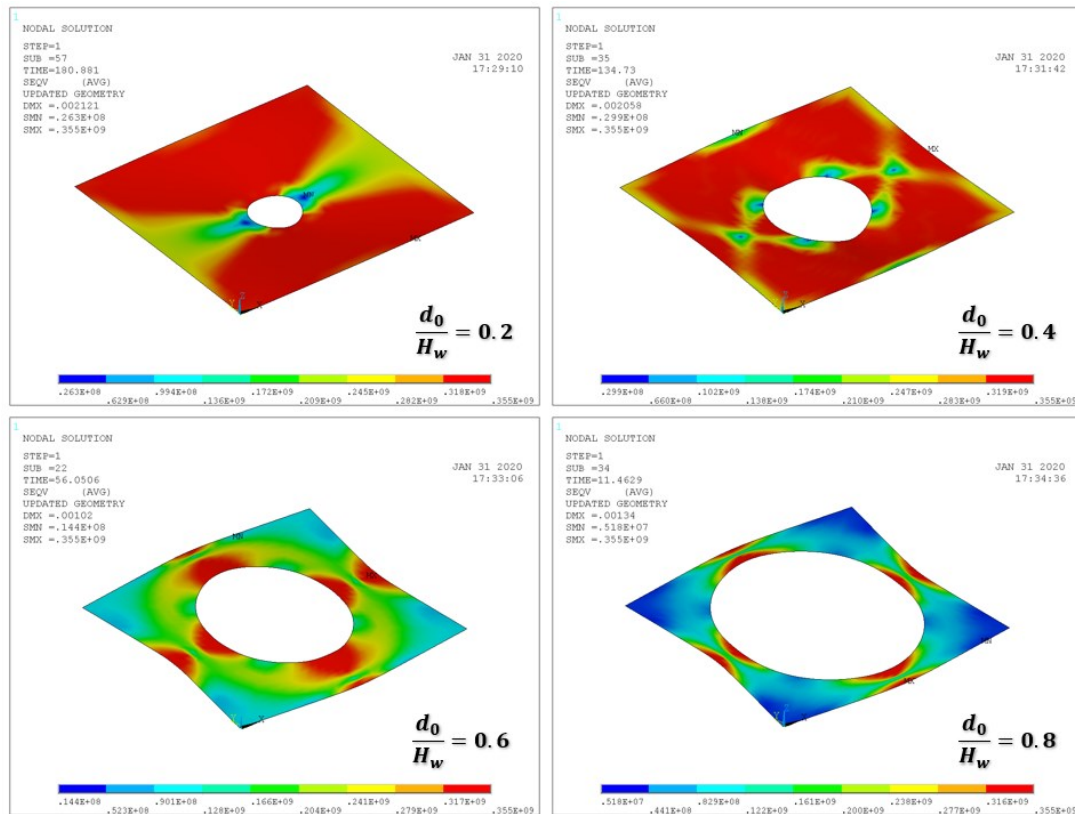 1
NODAL SOLUTION
STEP=1
SUB =57
TIME=180.881
SEQV (AVG)
UPDATED GEOMETRY
DMX =.002121
SMN =.263E+08
SMX =.355E+09
JAN 31 2020
17:29:10
MN
MX
Y Z X
d0/Hw = 0.2
.263E+08 .994E+08 .172E+09 .245E+09 .318E+09
.629E+08 .136E+09 .209E+09 .282E+09 .355E+09
1
NODAL SOLUTION
STEP=1
SUB =35
TIME=134.73
SEQV (AVG)
UPDATED GEOMETRY
DMX =.002058
SMN =.299E+08
SMX =.355E+09
JAN 31 2020
17:31:42
MN
MX
Y Z X
d0/Hw = 0.4
.299E+08 .102E+09 .174E+09 .247E+09 .319E+09
.660E+08 .138E+09 .210E+09 .283E+09 .355E+09
1
NODAL SOLUTION
STEP=1
SUB =22
TIME=56.0506
SEQV (AVG)
UPDATED GEOMETRY
DMX =.00102
SMN =.144E+08
SMX =.355E+09
JAN 31 2020
17:33:06
MN
MX
Y Z X
d0/Hw = 0.6
.144E+08 .901E+08 .166E+09 .241E+09 .317E+09
.523E+08 .128E+09 .204E+09 .279E+09 .355E+09
1
NODAL SOLUTION
STEP=1
SUB =34
TIME=11.4629
SEQV (AVG)
UPDATED GEOMETRY
DMX =.00134
SMN =.518E+07
SMX =.355E+09
JAN 31 2020
17:34:36
MN
MX
Y Z X
d0/Hw = 0.8
.518E+07 .829E+08 .161E+09 .238E+09 .316E+09
.441E+08 .122E+09 .200E+09 .277E+09 .355E+09